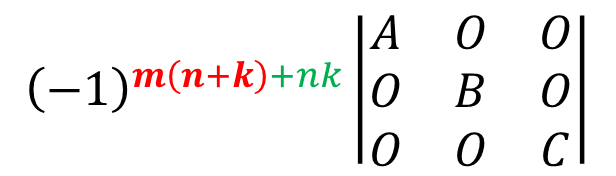 (−1)^{m(n+k)+nk} |A O O|
|O B O|
|O O C|